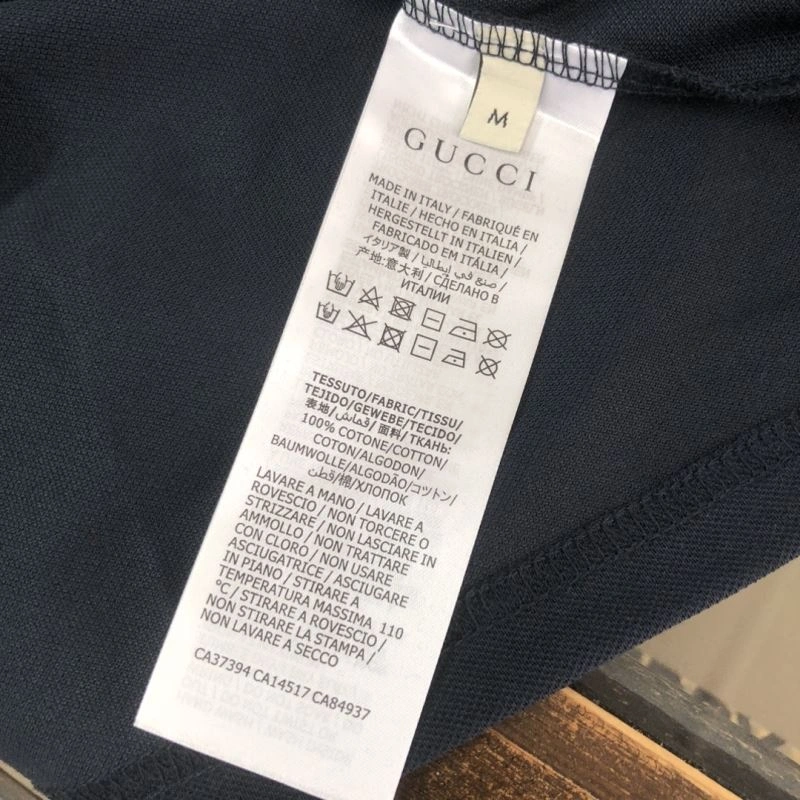 M
GUCCI
MADE IN ITALY / FABRIQUÉ EN
ITALIE / HECHO EN ITALIA /
HERGESTELLT IN ITALIEN /
FABRICADO EM ITÁLIA /
イタリア製 / صنع في إيطاليا /
产地:意大利 / СДЕЛАНО В
ИТАЛИИ
TESSUTO/FABRIC/TISSU/
TEJIDO/GEWEBE/TECIDO/
表地/قماش/面料/ТКАНЬ:
100% COTONE/COTTON/
COTON/ALGODON/
BAUMWOLLE/ALGODÃO/コットン/
قطن/棉/ХЛОПОК
LAVARE A MANO / LAVARE A
ROVESCIO / NON TORCERE O
STRIZZARE / NON LASCIARE IN
AMMOLLO / NON TRATTARE
CON CLORO / NON USARE
ASCIUGATRICE / ASCIUGARE
IN PIANO / STIRARE A
TEMPERATURA MASSIMA 110
°C / STIRARE A ROVESCIO /
NON STIRARE LA STAMPA /
NON LAVARE A SECCO
CA37394 CA14517 CA84937